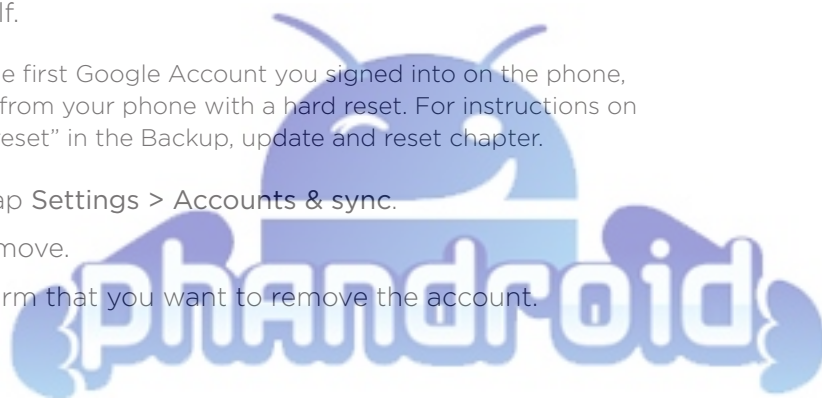 lf.
e first Google Account you signed into on the phone,
from your phone with a hard reset. For instructions on
reset” in the Backup, update and reset chapter.
ap Settings > Accounts & sync.
move.
rm that you want to remove the account.
phandroid